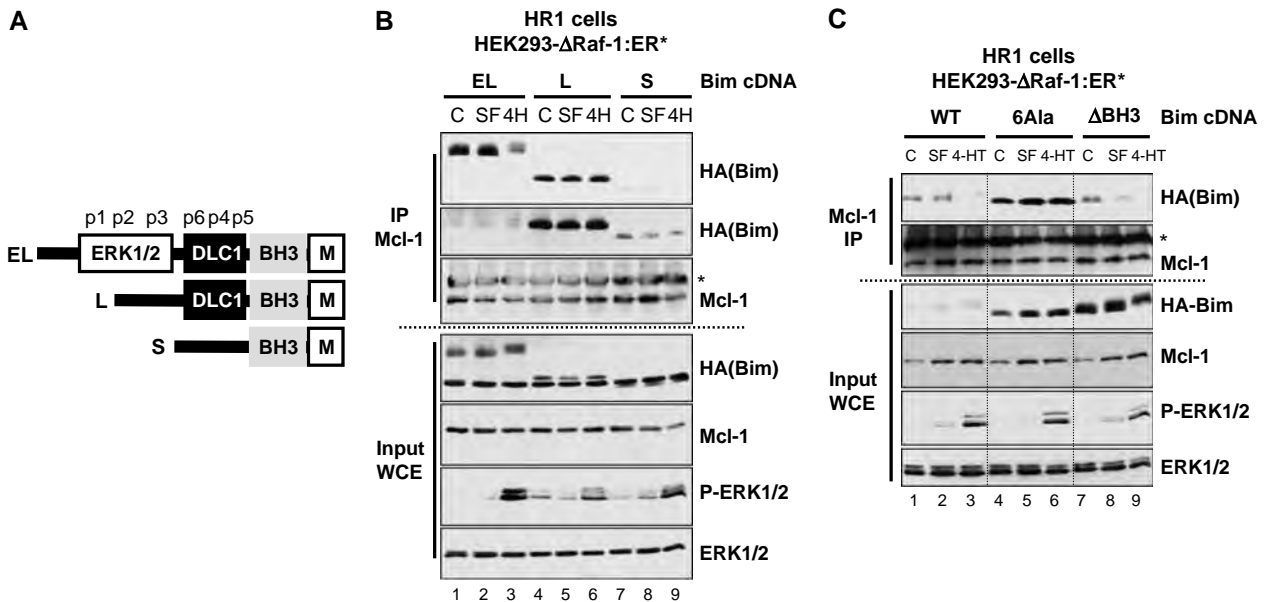 A
p1 p2 p3 p6 p4 p5
EL ERK1/2 DLC1 BH3 M
L DLC1 BH3 M
S BH3 M
B
HR1 cells
HEK293-ΔRaf-1:ER*
EL L S Bim cDNA
C SF 4H C SF 4H C SF 4H
IP
Mcl-1
HA(Bim)
HA(Bim)
*
Mcl-1
Input
WCE
HA(Bim)
Mcl-1
P-ERK1/2
ERK1/2
1 2 3 4 5 6 7 8 9
C
HR1 cells
HEK293-ΔRaf-1:ER*
WT 6Ala ΔBH3 Bim cDNA
C SF 4-HT C SF 4-HT C SF 4-HT
Mcl-1
IP
HA(Bim)
*
Mcl-1
Input
WCE
HA-Bim
Mcl-1
P-ERK1/2
ERK1/2
1 2 3 4 5 6 7 8 9